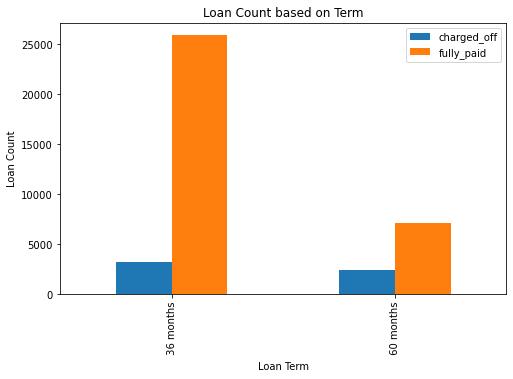 Loan Count based on Term
charged_off
fully_paid
Loan Count
25000
20000
15000
10000
5000
0
36 months
60 months
Loan Term